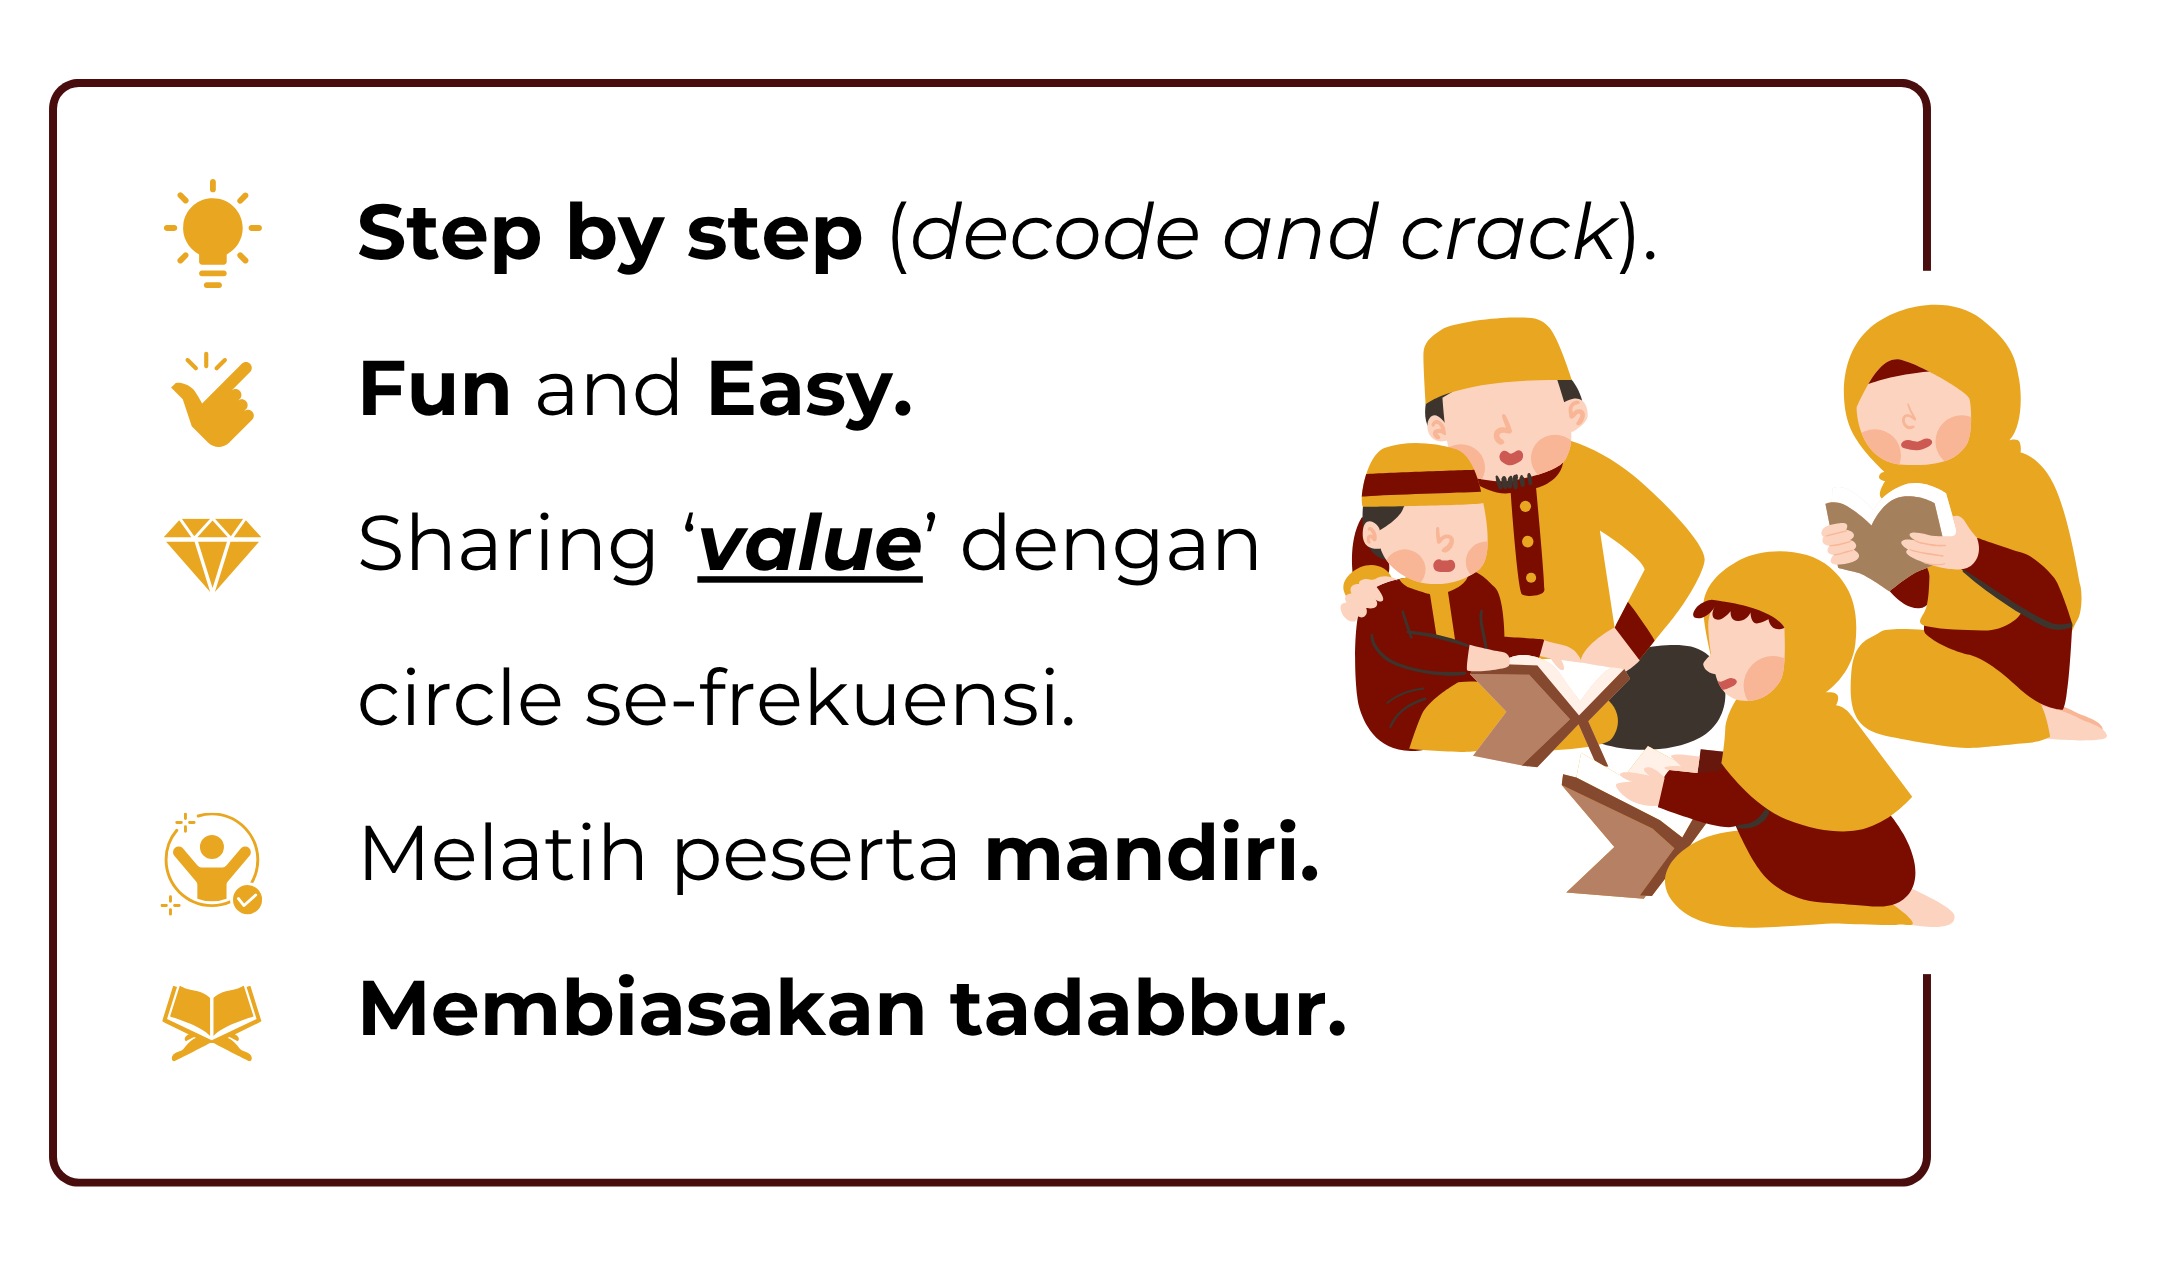 Step by step (decode and crack).
Fun and Easy.
Sharing ‘value’ dengan
circle se-frekuensi.
Melatih peserta mandiri.
Membiasakan tadabbur.